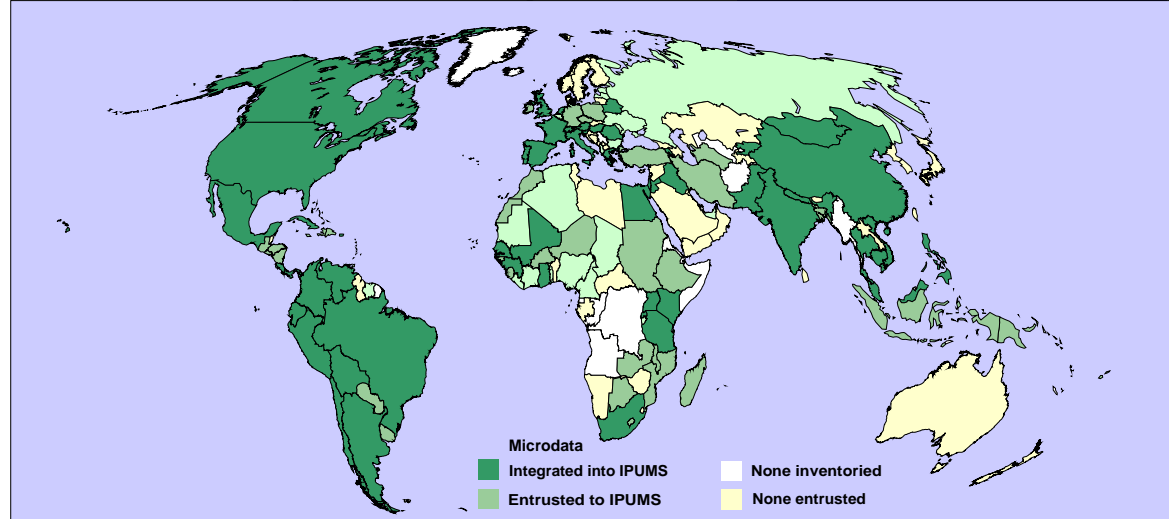 Microdata
Integrated into IPUMS
None inventoried
Entrusted to IPUMS
None entrusted